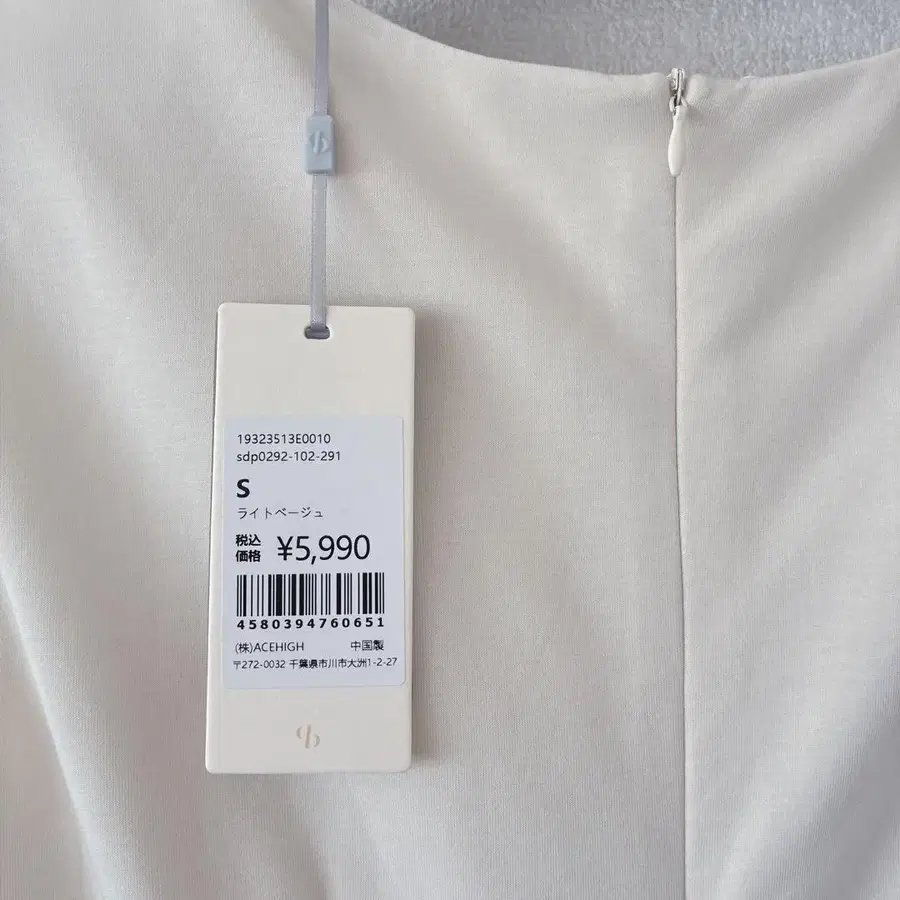 19323513E0010
sdp0292-102-291
S
ライトベージュ
税込
価格 ¥5,990
4580394760651
(株)ACEHIGH 中国製
〒272-0032 千葉県市川市大洲1-2-27